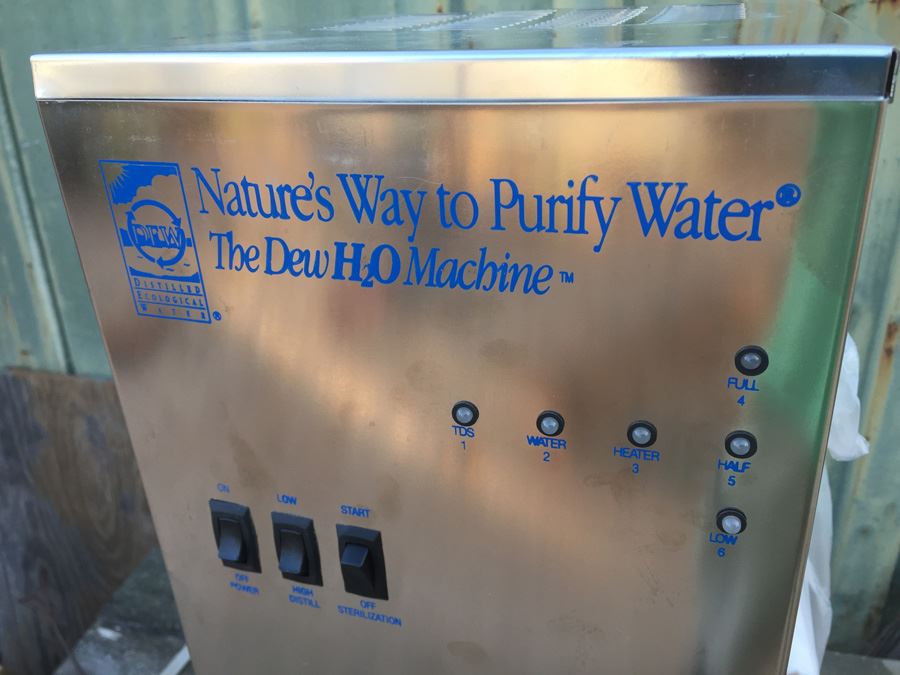 Nature's Way to Purify Water®
The Dew H₂O Machine™
DEW
DISTILLED
ECOLOGICAL
WATER
®
FULL
4
TDS
1
WATER
2
HEATER
3
HALF
5
LOW
6
ON
LOW
START
OFF
POWER
HIGH
DISTILL
OFF
STERILIZATION